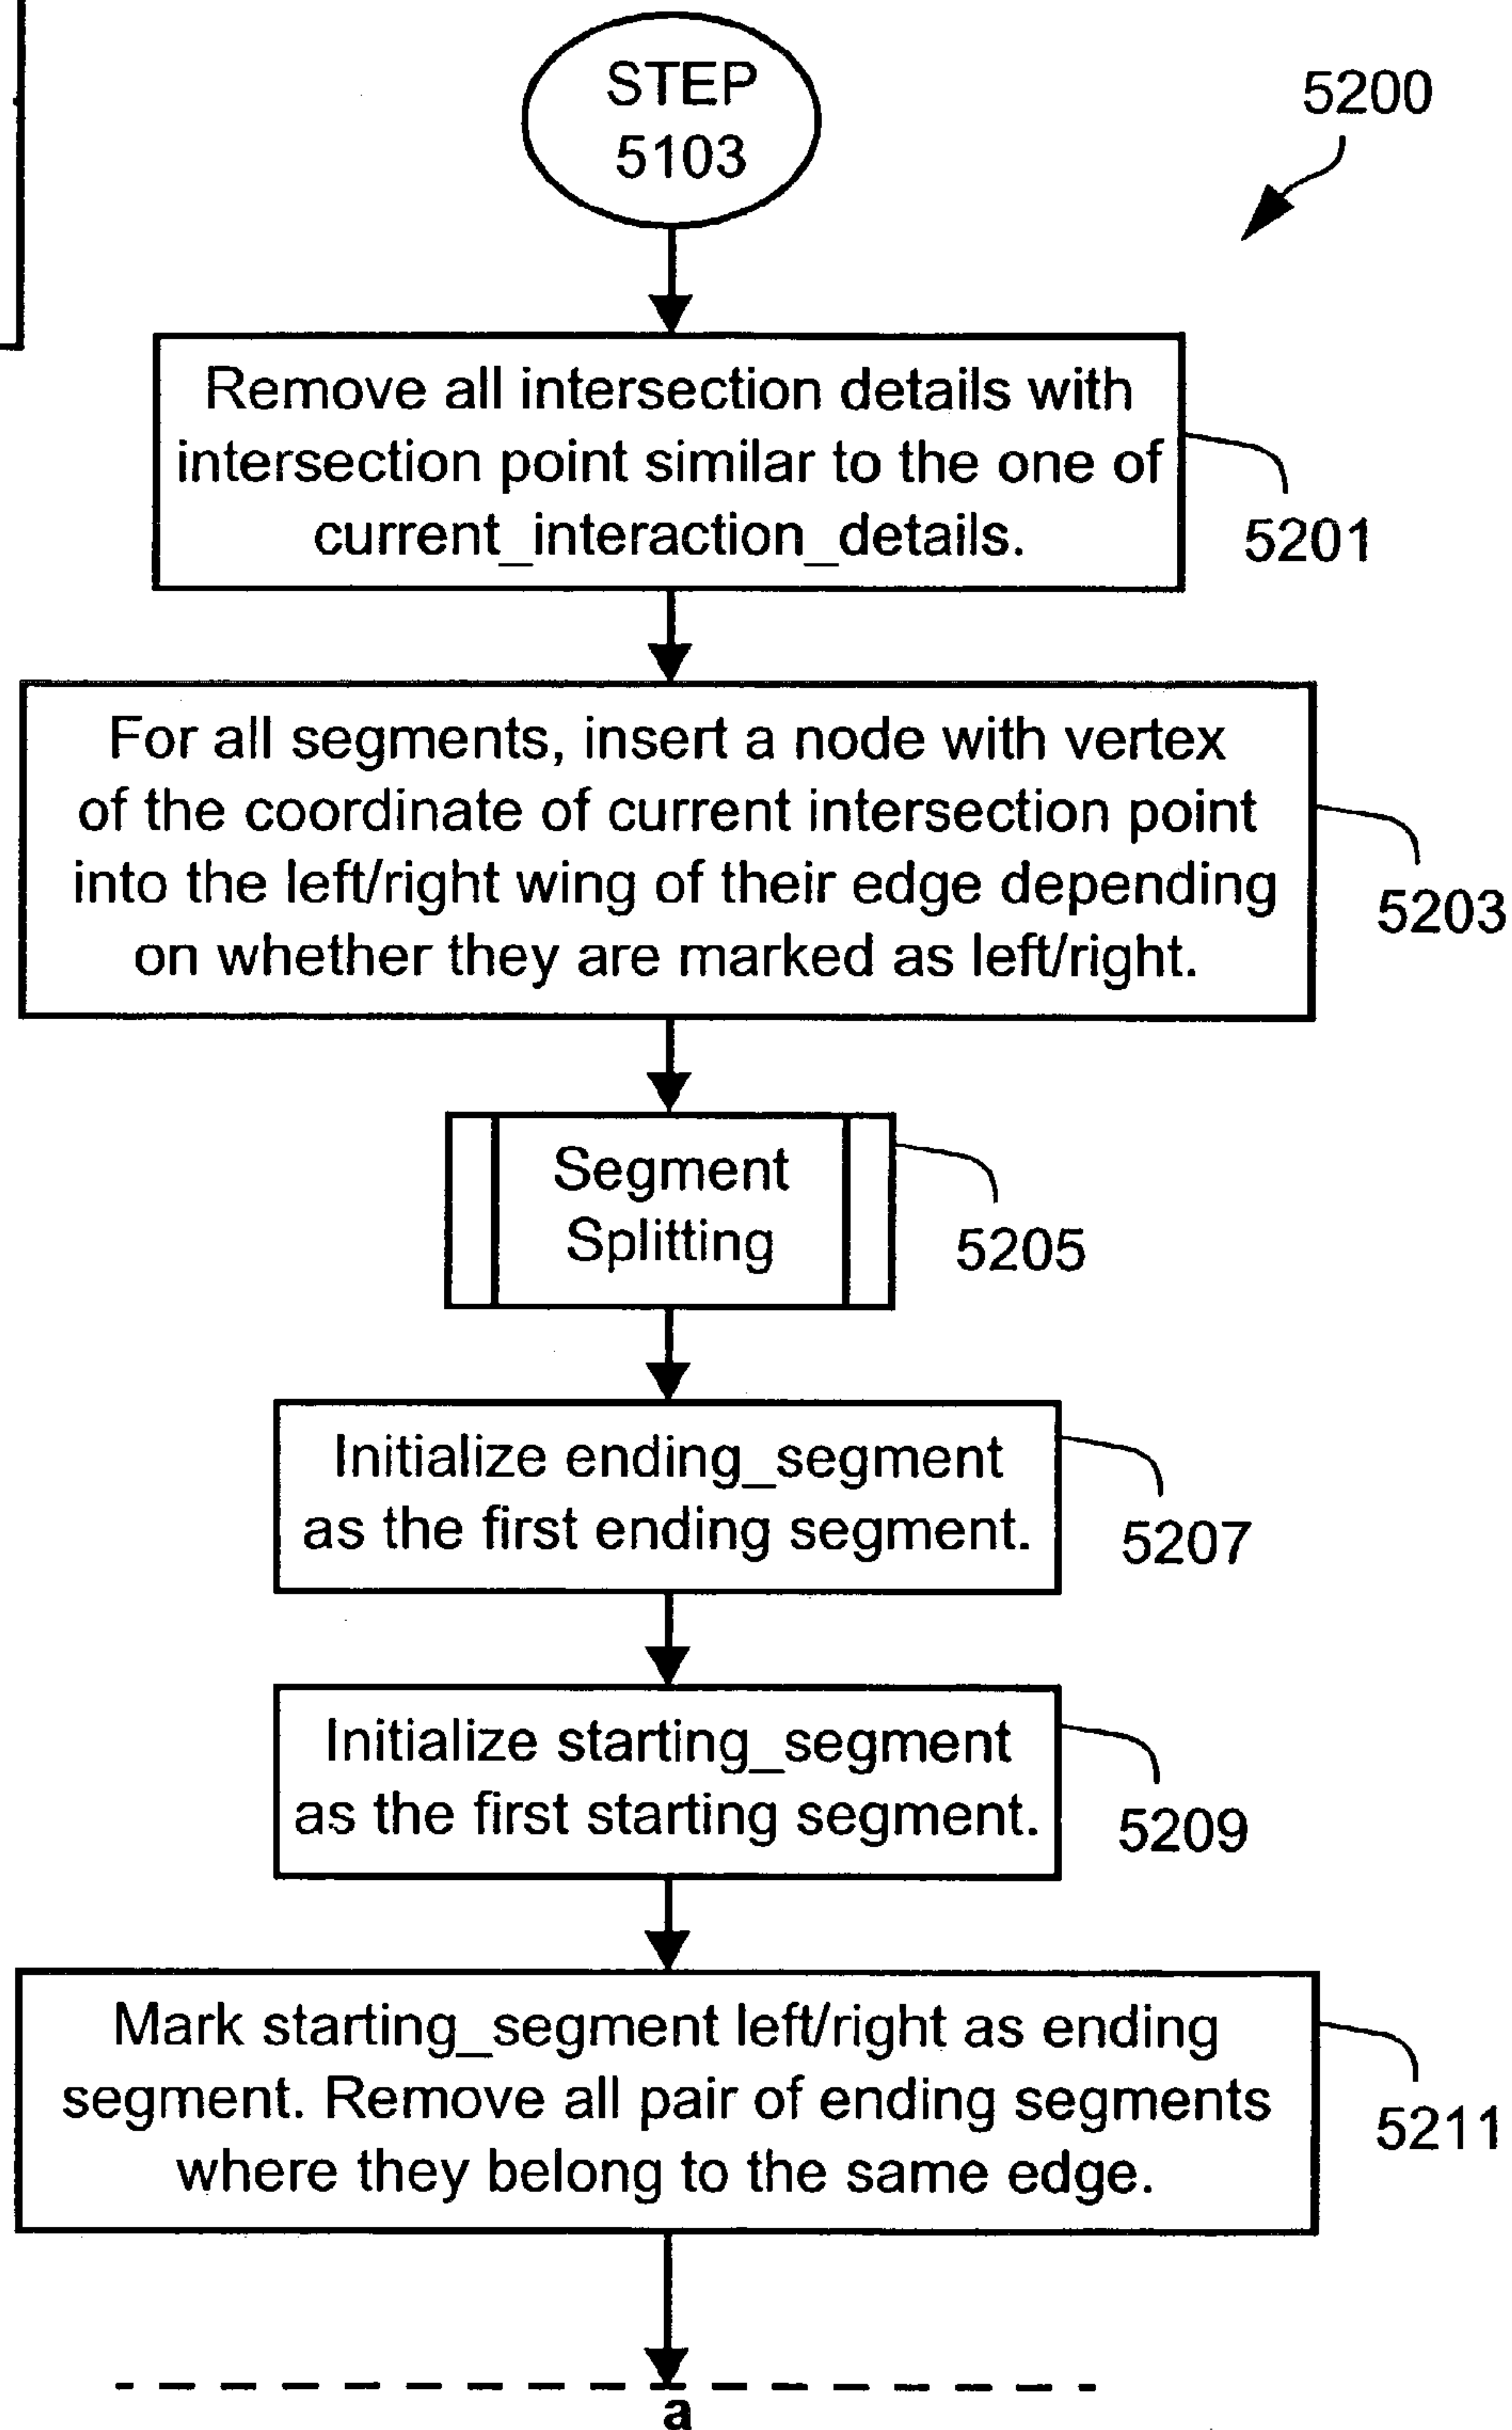 STEP
5103
5200
Remove all intersection details with
intersection point similar to the one of
current_interaction_details.
5201
For all segments, insert a node with vertex
of the coordinate of current intersection point
into the left/right wing of their edge depending
on whether they are marked as left/right.
5203
Segment
Splitting
5205
Initialize ending_segment
as the first ending segment.
5207
Initialize starting_segment
as the first starting segment.
5209
Mark starting_segment left/right as ending
segment. Remove all pair of ending segments
where they belong to the same edge.
5211
a